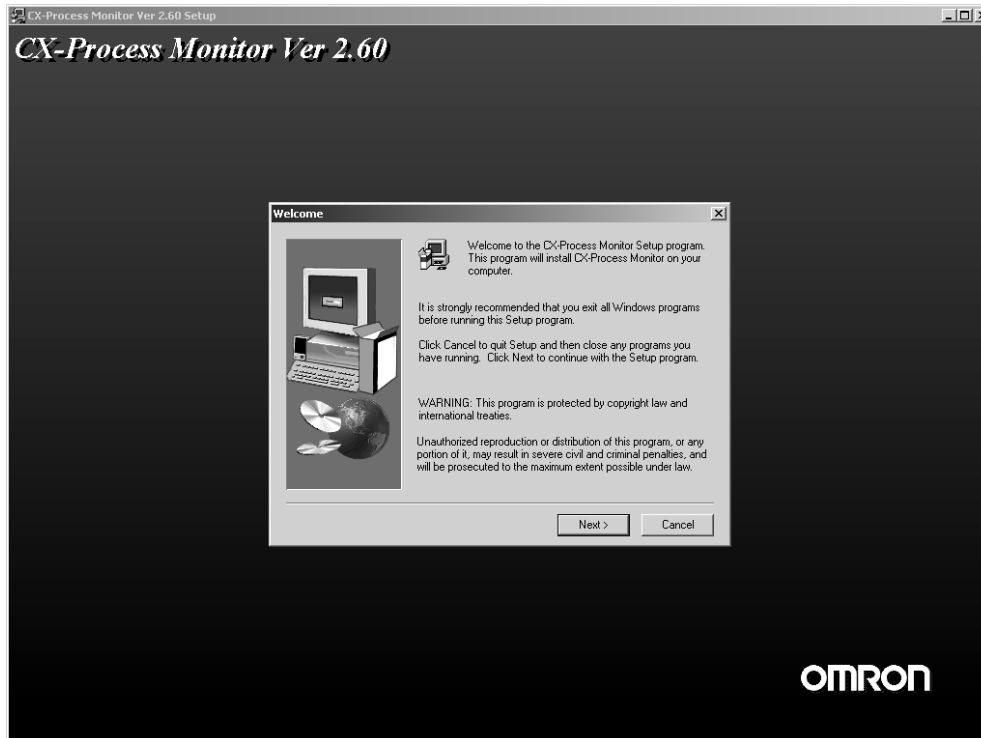 CX-Process Monitor Ver 2.60 Setup
CX-Process Monitor Ver 2.60
Welcome
Welcome to the CX-Process Monitor Setup program.
This program will install CX-Process Monitor on your
computer.
It is strongly recommended that you exit all Windows programs
before running this Setup program.
Click Cancel to quit Setup and then close any programs you
have running. Click Next to continue with the Setup program.
WARNING: This program is protected by copyright law and
international treaties.
Unauthorized reproduction or distribution of this program, or any
portion of it, may result in severe civil and criminal penalties, and
will be prosecuted to the maximum extent possible under law.
Next >
Cancel
OMRON